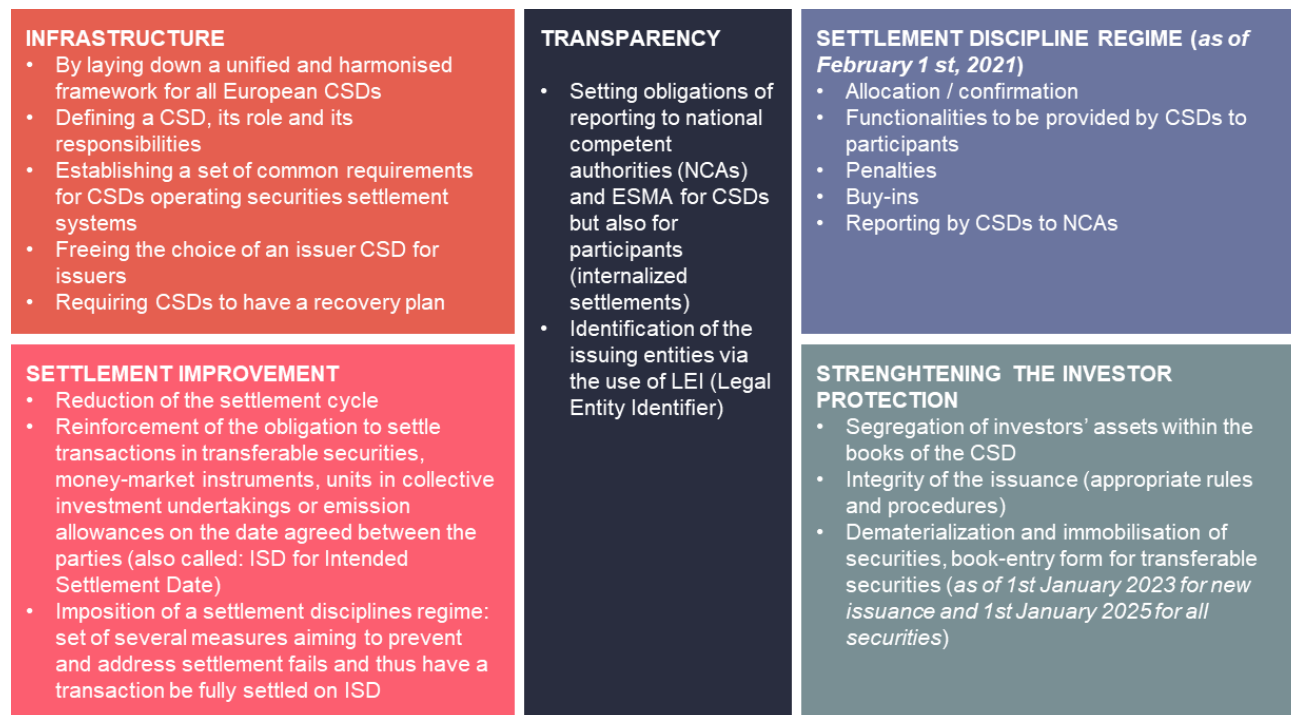 INFRASTRUCTURE
• By laying down a unified and harmonised
framework for all European CSDs
• Defining a CSD, its role and its
responsibilities
• Establishing a set of common requirements
for CSDs operating securities settlement
systems
• Freeing the choice of an issuer CSD for
issuers
• Requiring CSDs to have a recovery plan
SETTLEMENT IMPROVEMENT
• Reduction of the settlement cycle
• Reinforcement of the obligation to settle
transactions in transferable securities,
money-market instruments, units in collective
investment undertakings or emission
allowances on the date agreed between the
parties (also called: ISD for Intended
Settlement Date)
• Imposition of a settlement disciplines regime:
set of several measures aiming to prevent
and address settlement fails and thus have a
transaction be fully settled on ISD
TRANSPARENCY
• Setting obligations of
reporting to national
competent
authorities (NCAs)
and ESMA for CSDs
but also for
participants
(internalized
settlements)
• Identification of the
issuing entities via
the use of LEI (Legal
Entity Identifier)
SETTLEMENT DISCIPLINE REGIME (as of
February 1 st, 2021)
• Allocation / confirmation
• Functionalities to be provided by CSDs to
participants
• Penalties
• Buy-ins
• Reporting by CSDs to NCAs
STRENGHTENING THE INVESTOR
PROTECTION
• Segregation of investors’ assets within the
books of the CSD
• Integrity of the issuance (appropriate rules
and procedures)
• Dematerialization and immobilisation of
securities, book-entry form for transferable
securities (as of 1st January 2023 for new
issuance and 1st January 2025 for all
securities)